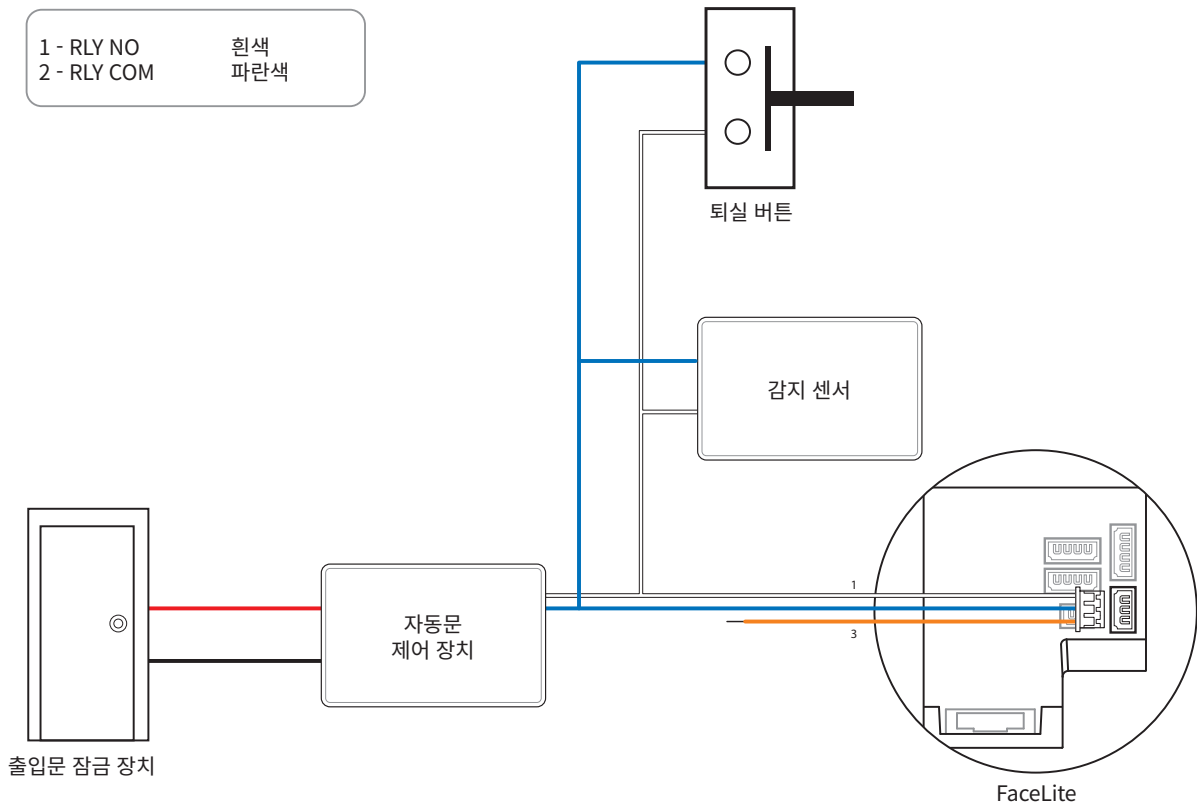 1 - RLY NO 흰색
2 - RLY COM 파란색
퇴실 버튼
감지 센서
1
자동문
제어 장치
3
출입문 잠금 장치
FaceLite